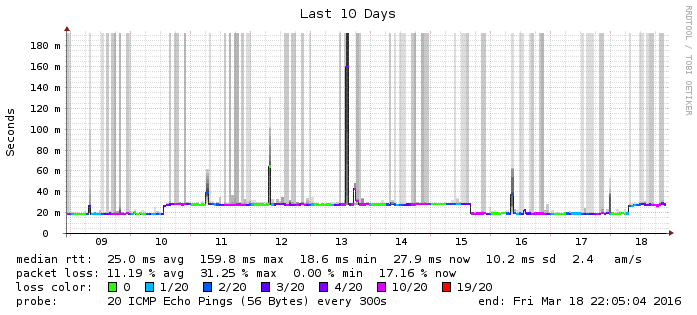 Last 10 Days
RRDTOOL / TOBI OETIKER
Seconds
180 m
160 m
140 m
120 m
100 m
80 m
60 m
40 m
20 m
0
09 10 11 12 13 14 15 16 17 18
median rtt: 25.0 ms avg 159.8 ms max 18.6 ms min 27.9 ms now 10.2 ms sd 2.4 am/s
packet loss: 11.19 % avg 31.25 % max 0.00 % min 17.16 % now
loss color: 0 1/20 2/20 3/20 4/20 10/20 19/20
probe: 20 ICMP Echo Pings (56 Bytes) every 300s end: Fri Mar 18 22:05:04 2016